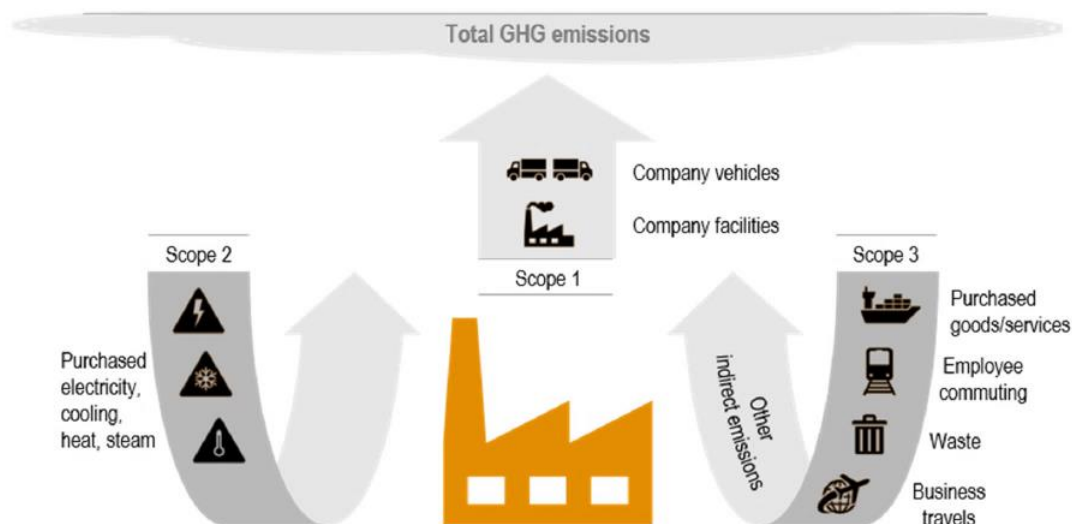 Total GHG emissions
Company vehicles
Company facilities
Scope 2
Scope 1
Scope 3
Purchased
electricity,
cooling,
heat, steam
Other
indirect emissions
Purchased
goods/services
Employee
commuting
Waste
Business
travels